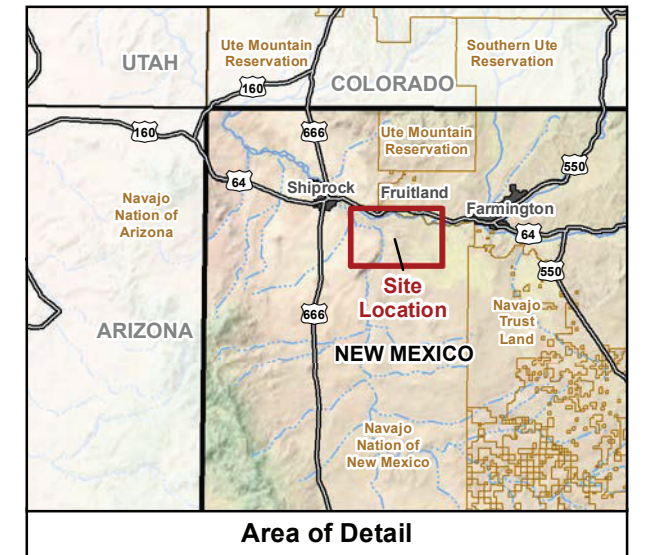 UTAH
Ute Mountain
Reservation
Southern Ute
Reservation
160
COLORADO
160
666
Ute Mountain
Reservation
550
64
Shiprock
Fruitland
Navajo
Nation of
Arizona
Farmington
64
550
Site
Location
666
Navajo
Trust
Land
ARIZONA
NEW MEXICO
Navajo
Nation of
New Mexico
Area of Detail